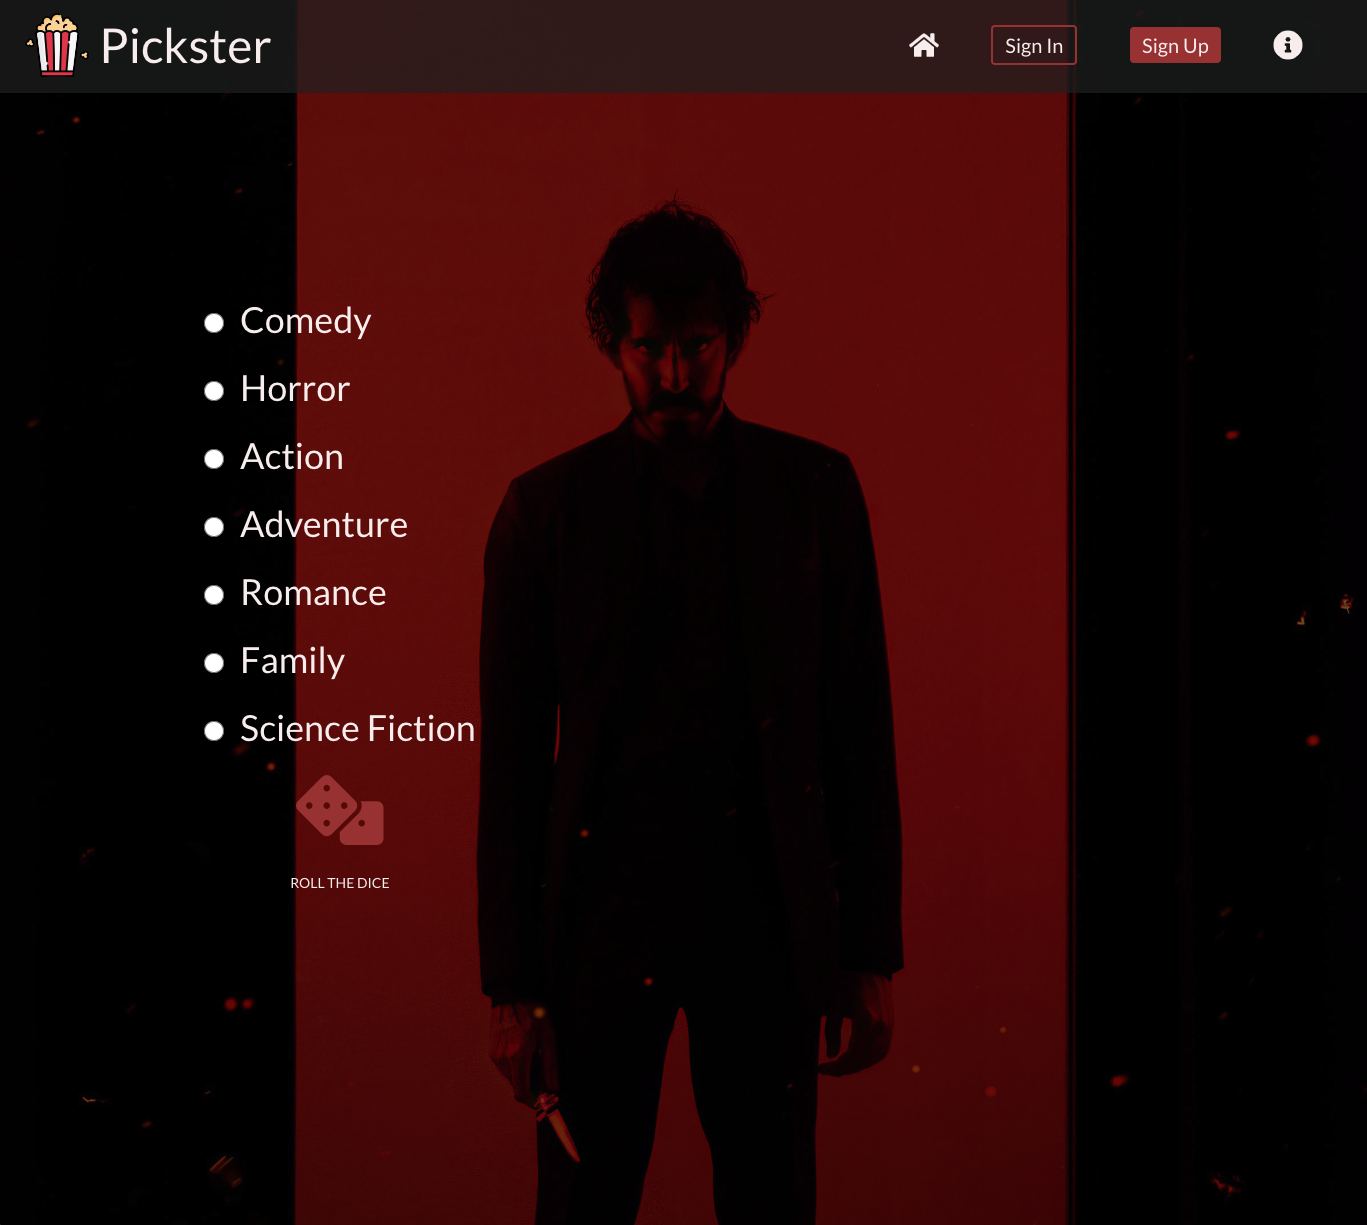 Pickster
Sign In
Sign Up
Comedy
Horror
Action
Adventure
Romance
Family
Science Fiction
ROLL THE DICE